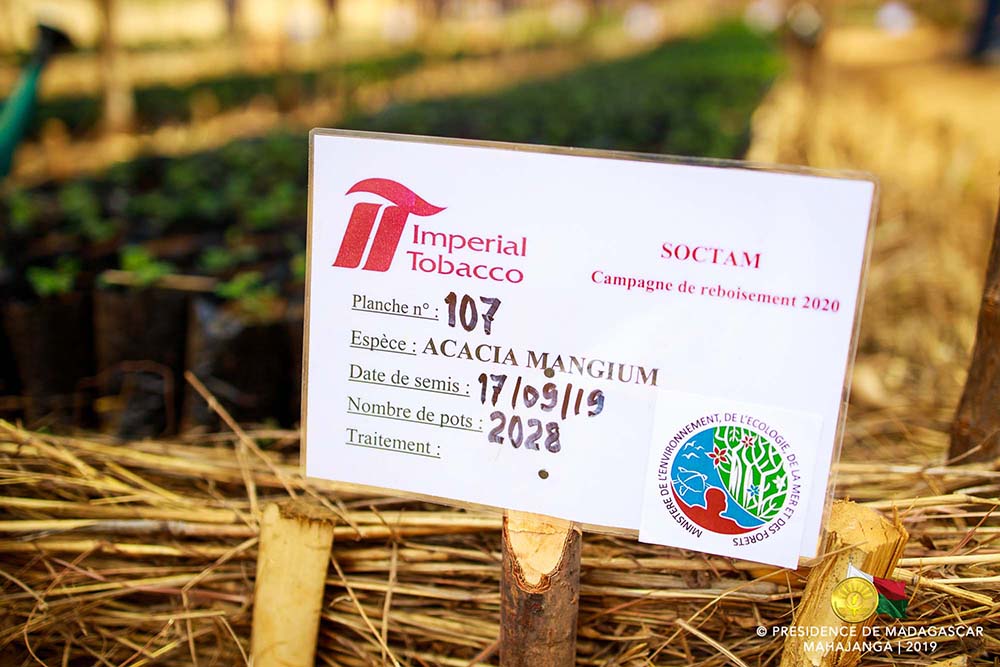 Imperial
Tobacco
SOCTAM
Campagne de reboisement 2020
Planche n° : 107
Espèce : ACACIA MANGIUM
Date de semis : 17/09/19
Nombre de pots : 2028
Traitement :
MINISTÈRE DE L'ENVIRONNEMENT, DE L'ECOLOGIE, DE LA MER ET DES FORETS
© PRESIDENCE DE MADAGASCAR
MAHAJANGA | 2019